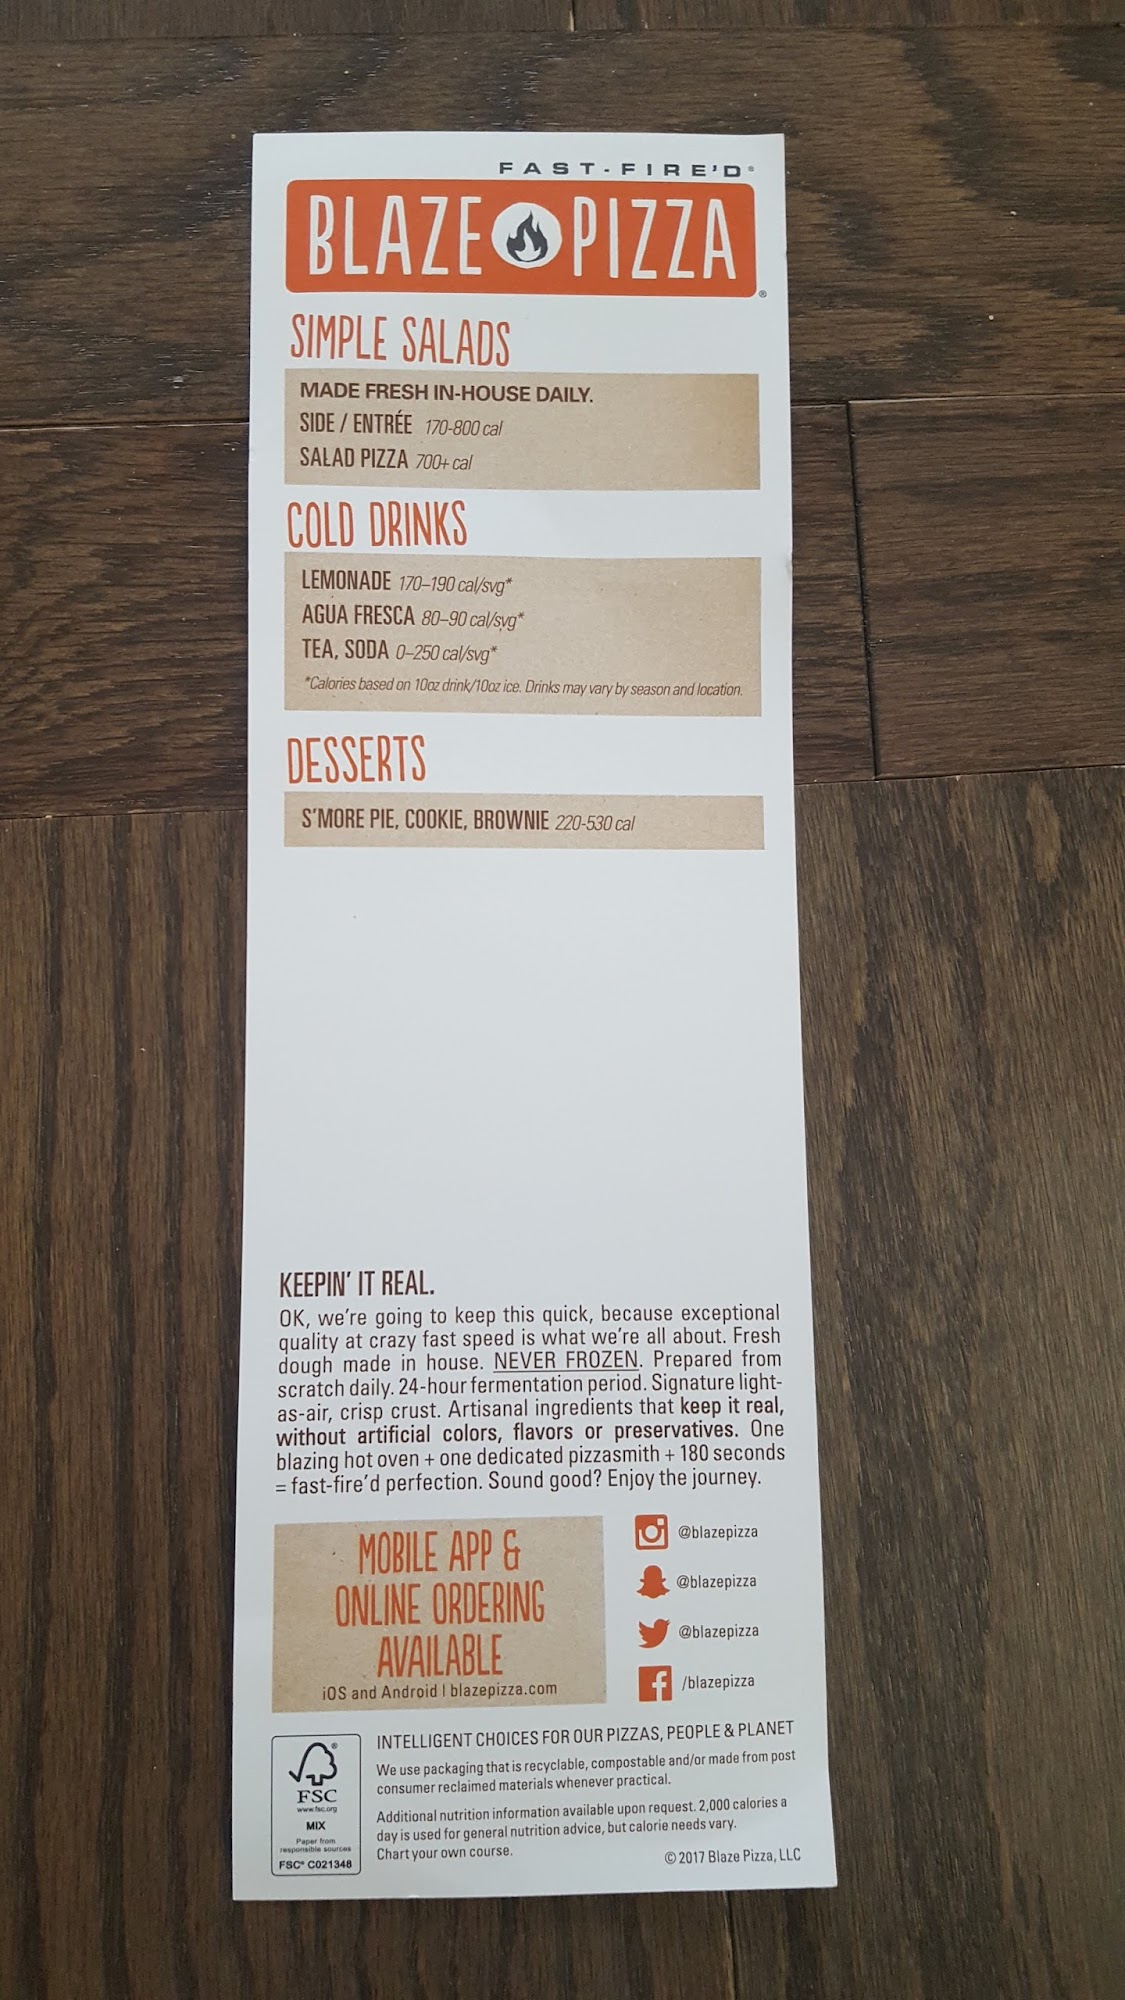 FAST-FIRE'D®
BLAZE PIZZA®
SIMPLE SALADS
MADE FRESH IN-HOUSE DAILY.
SIDE / ENTRÉE 170-800 cal
SALAD PIZZA 700+ cal
COLD DRINKS
LEMONADE 170–190 cal/svg*
AGUA FRESCA 80–90 cal/svg*
TEA, SODA 0–250 cal/svg*
*Calories based on 10oz drink/10oz ice. Drinks may vary by season and location.
DESSERTS
S'MORE PIE, COOKIE, BROWNIE 220-530 cal
KEEPIN' IT REAL.
OK, we're going to keep this quick, because exceptional
quality at crazy fast speed is what we're all about. Fresh
dough made in house. NEVER FROZEN. Prepared from
scratch daily. 24-hour fermentation period. Signature light-
as-air, crisp crust. Artisanal ingredients that keep it real,
without artificial colors, flavors or preservatives. One
blazing hot oven + one dedicated pizzasmith + 180 seconds
= fast-fire'd perfection. Sound good? Enjoy the journey.
MOBILE APP &
ONLINE ORDERING
AVAILABLE
iOS and Android | blazepizza.com
@blazepizza
@blazepizza
@blazepizza
/blazepizza
FSC
www.fsc.org
MIX
Paper from
responsible sources
FSC® C021348
INTELLIGENT CHOICES FOR OUR PIZZAS, PEOPLE & PLANET
We use packaging that is recyclable, compostable and/or made from post
consumer reclaimed materials whenever practical.
Additional nutrition information available upon request. 2,000 calories a
day is used for general nutrition advice, but calorie needs vary.
Chart your own course.
© 2017 Blaze Pizza, LLC